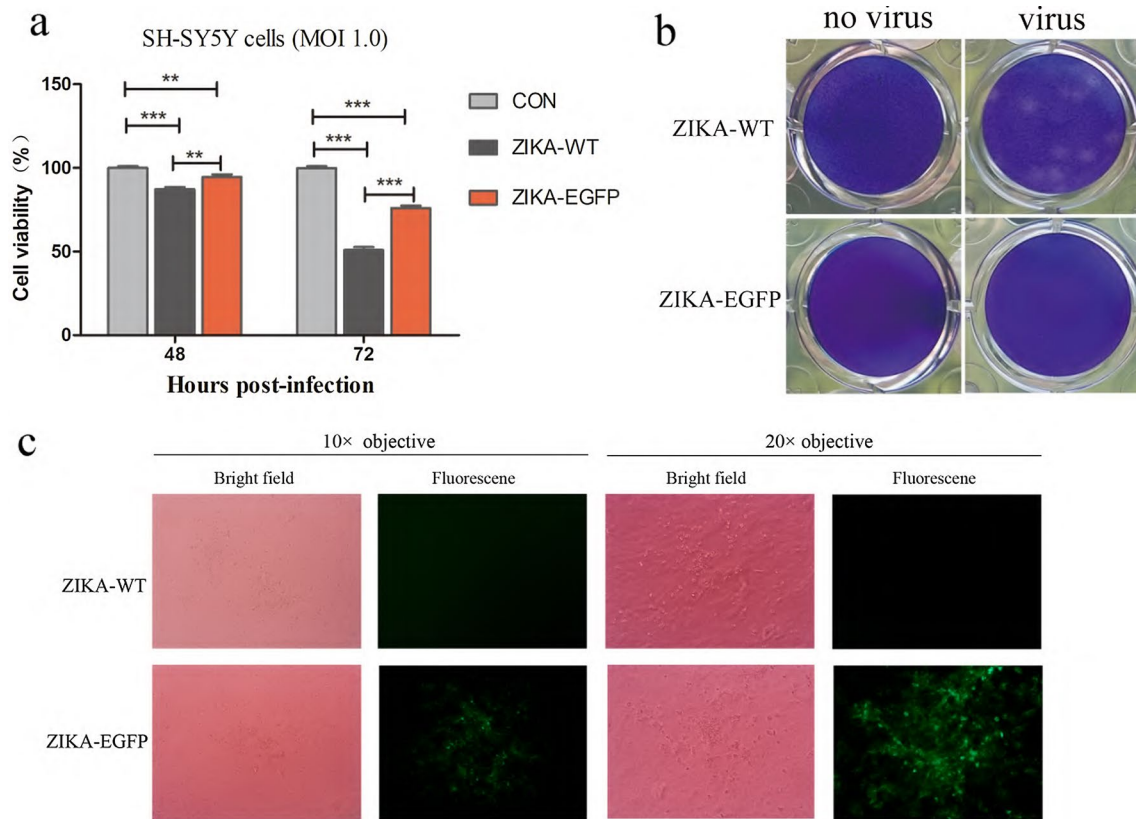 a
SH-SY5Y cells (MOI 1.0)
150
100
50
0
Cell viability (%)
**
***
**
***
***
***
48
72
Hours post-infection
CON
ZIKA-WT
ZIKA-EGFP
b
no virus
virus
ZIKA-WT
ZIKA-EGFP
c
10× objective
20× objective
Bright field
Fluorescene
Bright field
Fluorescene
ZIKA-WT
ZIKA-EGFP